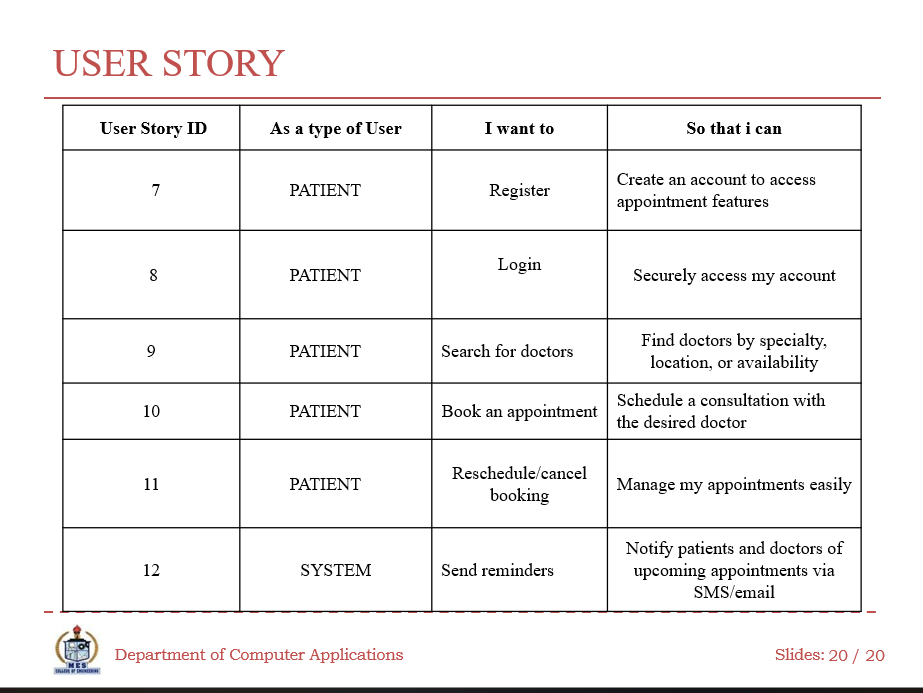 USER STORY
User Story ID As a type of User I want to So that i can
7 PATIENT Register Create an account to access
appointment features
8 PATIENT Login Securely access my account
9 PATIENT Search for doctors Find doctors by specialty,
location, or availability
10 PATIENT Book an appointment Schedule a consultation with
the desired doctor
11 PATIENT Reschedule/cancel
booking Manage my appointments easily
12 SYSTEM Send reminders Notify patients and doctors of
upcoming appointments via
SMS/email
MES
COLLEGE OF ENGINEERING
Department of Computer Applications
Slides: 20 / 20